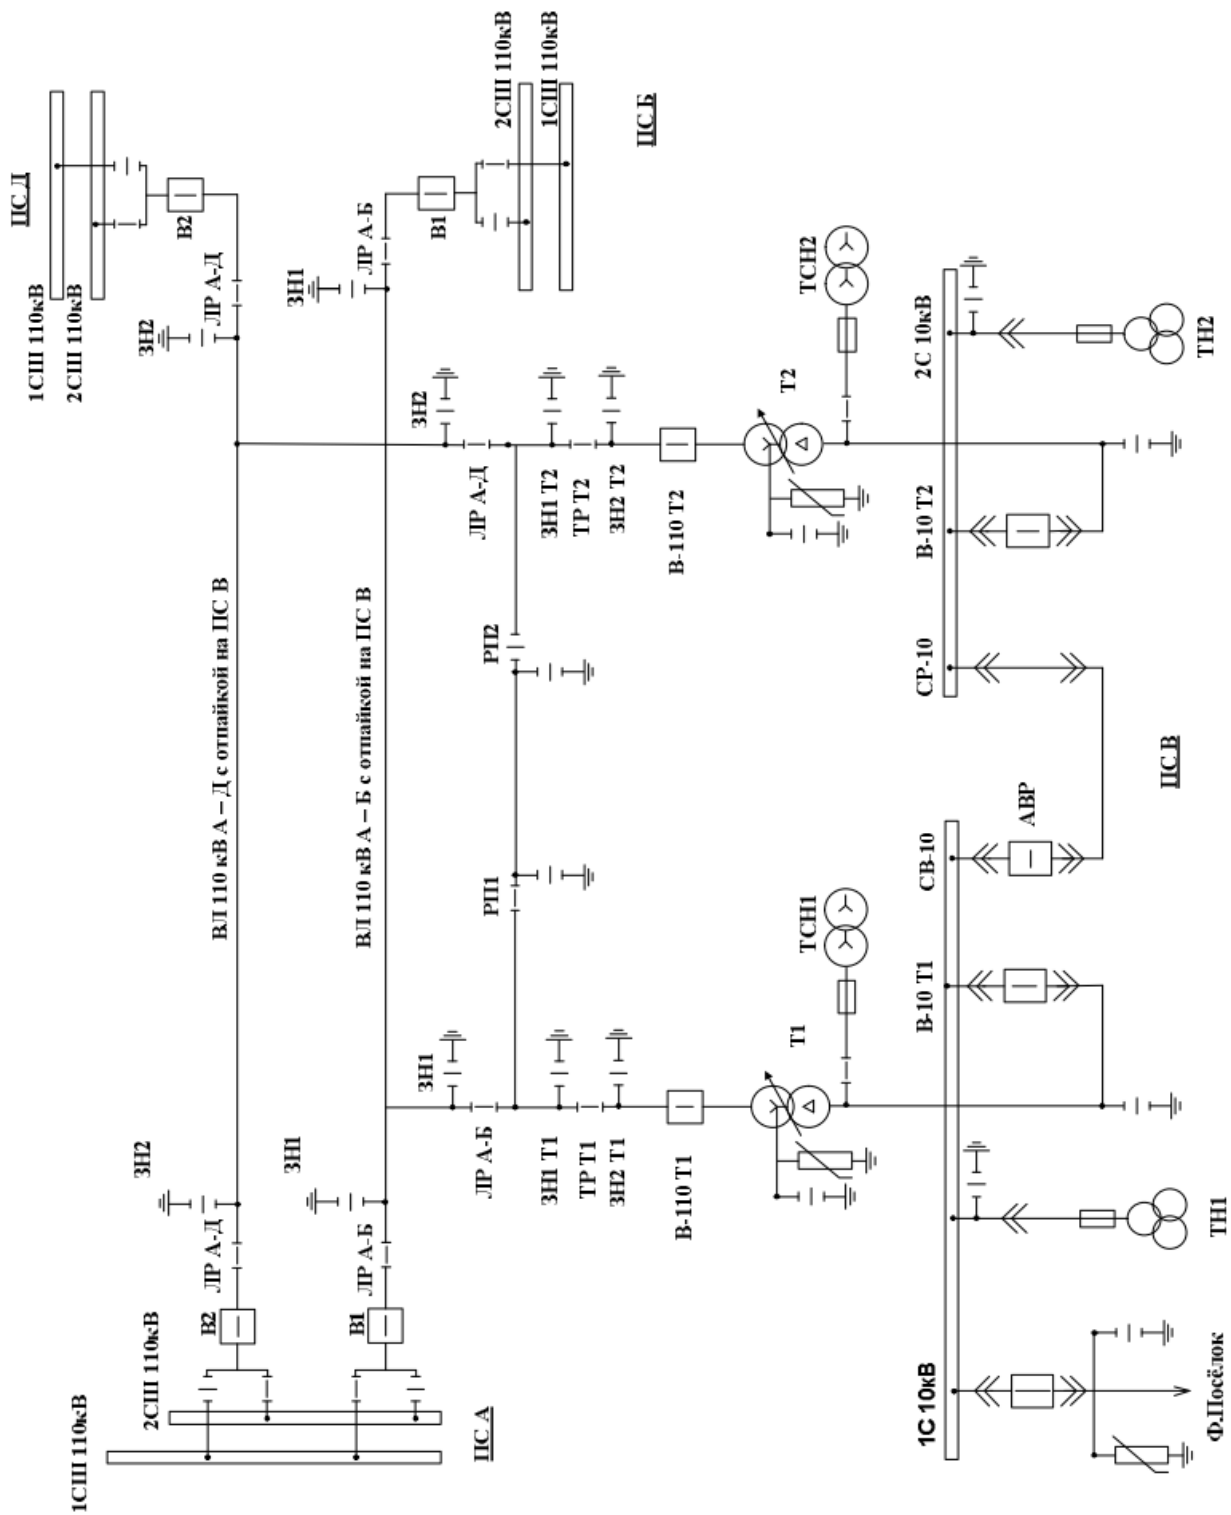 ПС Д
1СШ 110кВ
2СШ 110кВ
1СШ 110кВ
2СШ 110кВ
ЗН2
ЗН2
В2
В2
ЛР А-Д
ВЛ 110 кВ А – Д с отпайкой на ПС В
ЛР А-Д
ЗН1
ЗН1
В1
ЛР А-Б
ВЛ 110 кВ А – Б с отпайкой на ПС В
ЛР А-Б
ЗН1
ЗН2
В1
ПС А
ЛР А-Б
РП1
РП2
ЛР А-Д
2СШ 110кВ
ЗН1 Т1
ЗН1 Т2
1СШ 110кВ
ТР Т1
ТР Т2
ЗН2 Т1
ЗН2 Т2
ПС Б
В-110 Т1
В-110 Т2
Т1
Т2
ТСН1
ТСН2
1С 10кВ
В-10 Т1
СВ-10
СР-10
В-10 Т2
2С 10кВ
АВР
ПС В
Ф.Посёлок
ТН1
ТН2